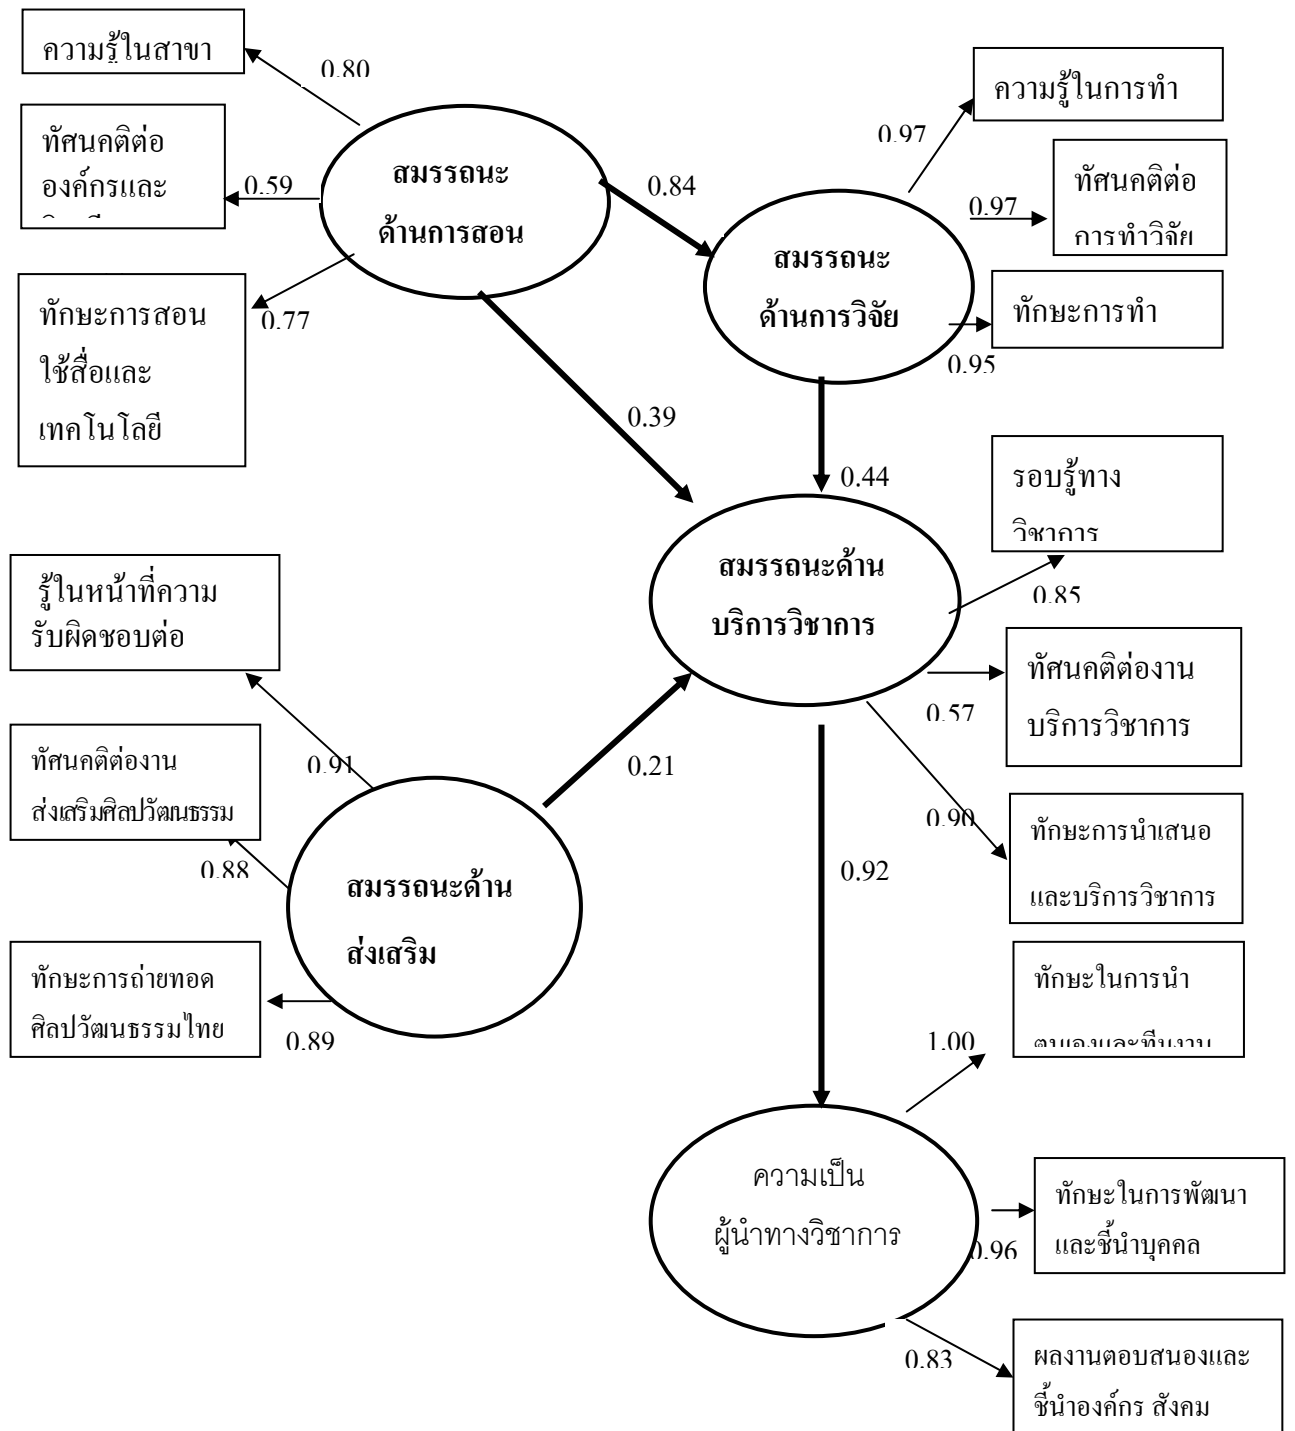 ความรู้ในสาขา
0.80
ความรู้ในการทำ
0.97
ทัศนคติต่อ
องค์กรและ
0.59
สมรรถนะ
ด้านการสอน
0.84
ทัศนคติต่อ
การทำวิจัย
0.97
สมรรถนะ
ด้านการวิจัย
ทักษะการทำ
0.95
ทักษะการสอน
ใช้สื่อและ
เทคโนโลยี
0.77
0.39
0.44
รอบรู้ทาง
วิชาการ
0.85
สมรรถนะด้าน
บริการวิชาการ
รู้ในหน้าที่ความ
รับผิดชอบต่อ
0.91
ทัศนคติต่องาน
บริการวิชาการ
0.57
ทัศนคติต่องาน
ส่งเสริมศิลปวัฒนธรรม
0.88
0.21
ทักษะการนำเสนอ
และบริการวิชาการ
0.90
0.92
สมรรถนะด้าน
ส่งเสริม
ทักษะการถ่ายทอด
ศิลปวัฒนธรรมไทย
0.89
ทักษะในการนำ
ตนเองและทีมงาน
1.00
ความเป็น
ผู้นำทางวิชาการ
ทักษะในการพัฒนา
และชี้นำบุคคล
0.96
0.83
ผลงานตอบสนองและ
ชี้นำองค์กร สังคม